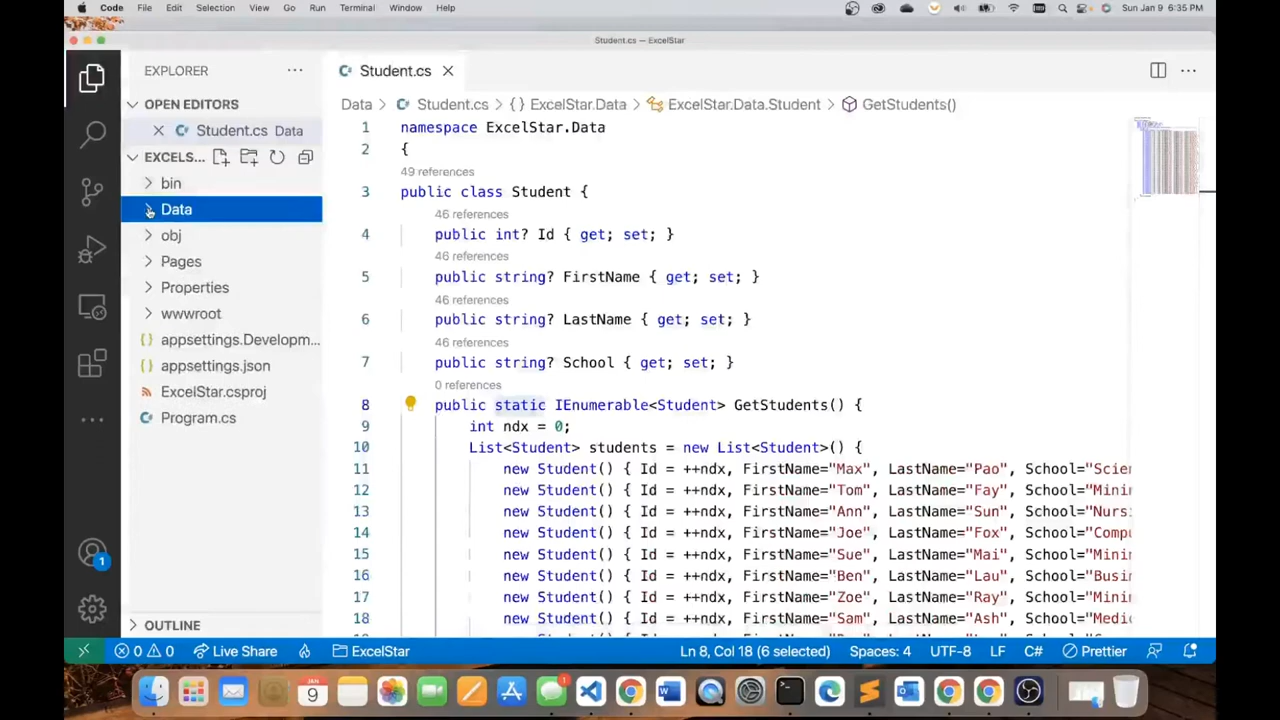 Code File Edit Selection View Go Run Terminal Window Help Sun Jan 9 6:35 PM
Student.cs — ExcelStar
EXPLORER
Student.cs
OPEN EDITORS
Student.cs Data
EXCELS...
bin
Data
obj
Pages
Properties
wwwroot
appsettings.Developm...
appsettings.json
ExcelStar.csproj
Program.cs
OUTLINE
Data Student.cs {} ExcelStar.Data ExcelStar.Data.Student GetStudents()
1 namespace ExcelStar.Data
2 {
49 references
3 public class Student {
46 references
4 public int? Id { get; set; }
46 references
5 public string? FirstName { get; set; }
46 references
6 public string? LastName { get; set; }
46 references
7 public string? School { get; set; }
0 references
8 public static IEnumerable<Student> GetStudents() {
9 int ndx = 0;
10 List<Student> students = new List<Student>() {
11 new Student() { Id = ++ndx, FirstName="Max", LastName="Pao", School="Scien
12 new Student() { Id = ++ndx, FirstName="Tom", LastName="Fay", School="Mini
13 new Student() { Id = ++ndx, FirstName="Ann", LastName="Sun", School="Nurs
14 new Student() { Id = ++ndx, FirstName="Joe", LastName="Fox", School="Compu
15 new Student() { Id = ++ndx, FirstName="Sue", LastName="Mai", School="Mini
16 new Student() { Id = ++ndx, FirstName="Ben", LastName="Lau", School="Busi
17 new Student() { Id = ++ndx, FirstName="Zoe", LastName="Ray", School="Mini
18 new Student() { Id = ++ndx, FirstName="Sam", LastName="Ash", School="Medi
0 0 Live Share ExcelStar Ln 8, Col 18 (6 selected) Spaces: 4 UTF-8 LF C# Prettier
1
JAN
9
1